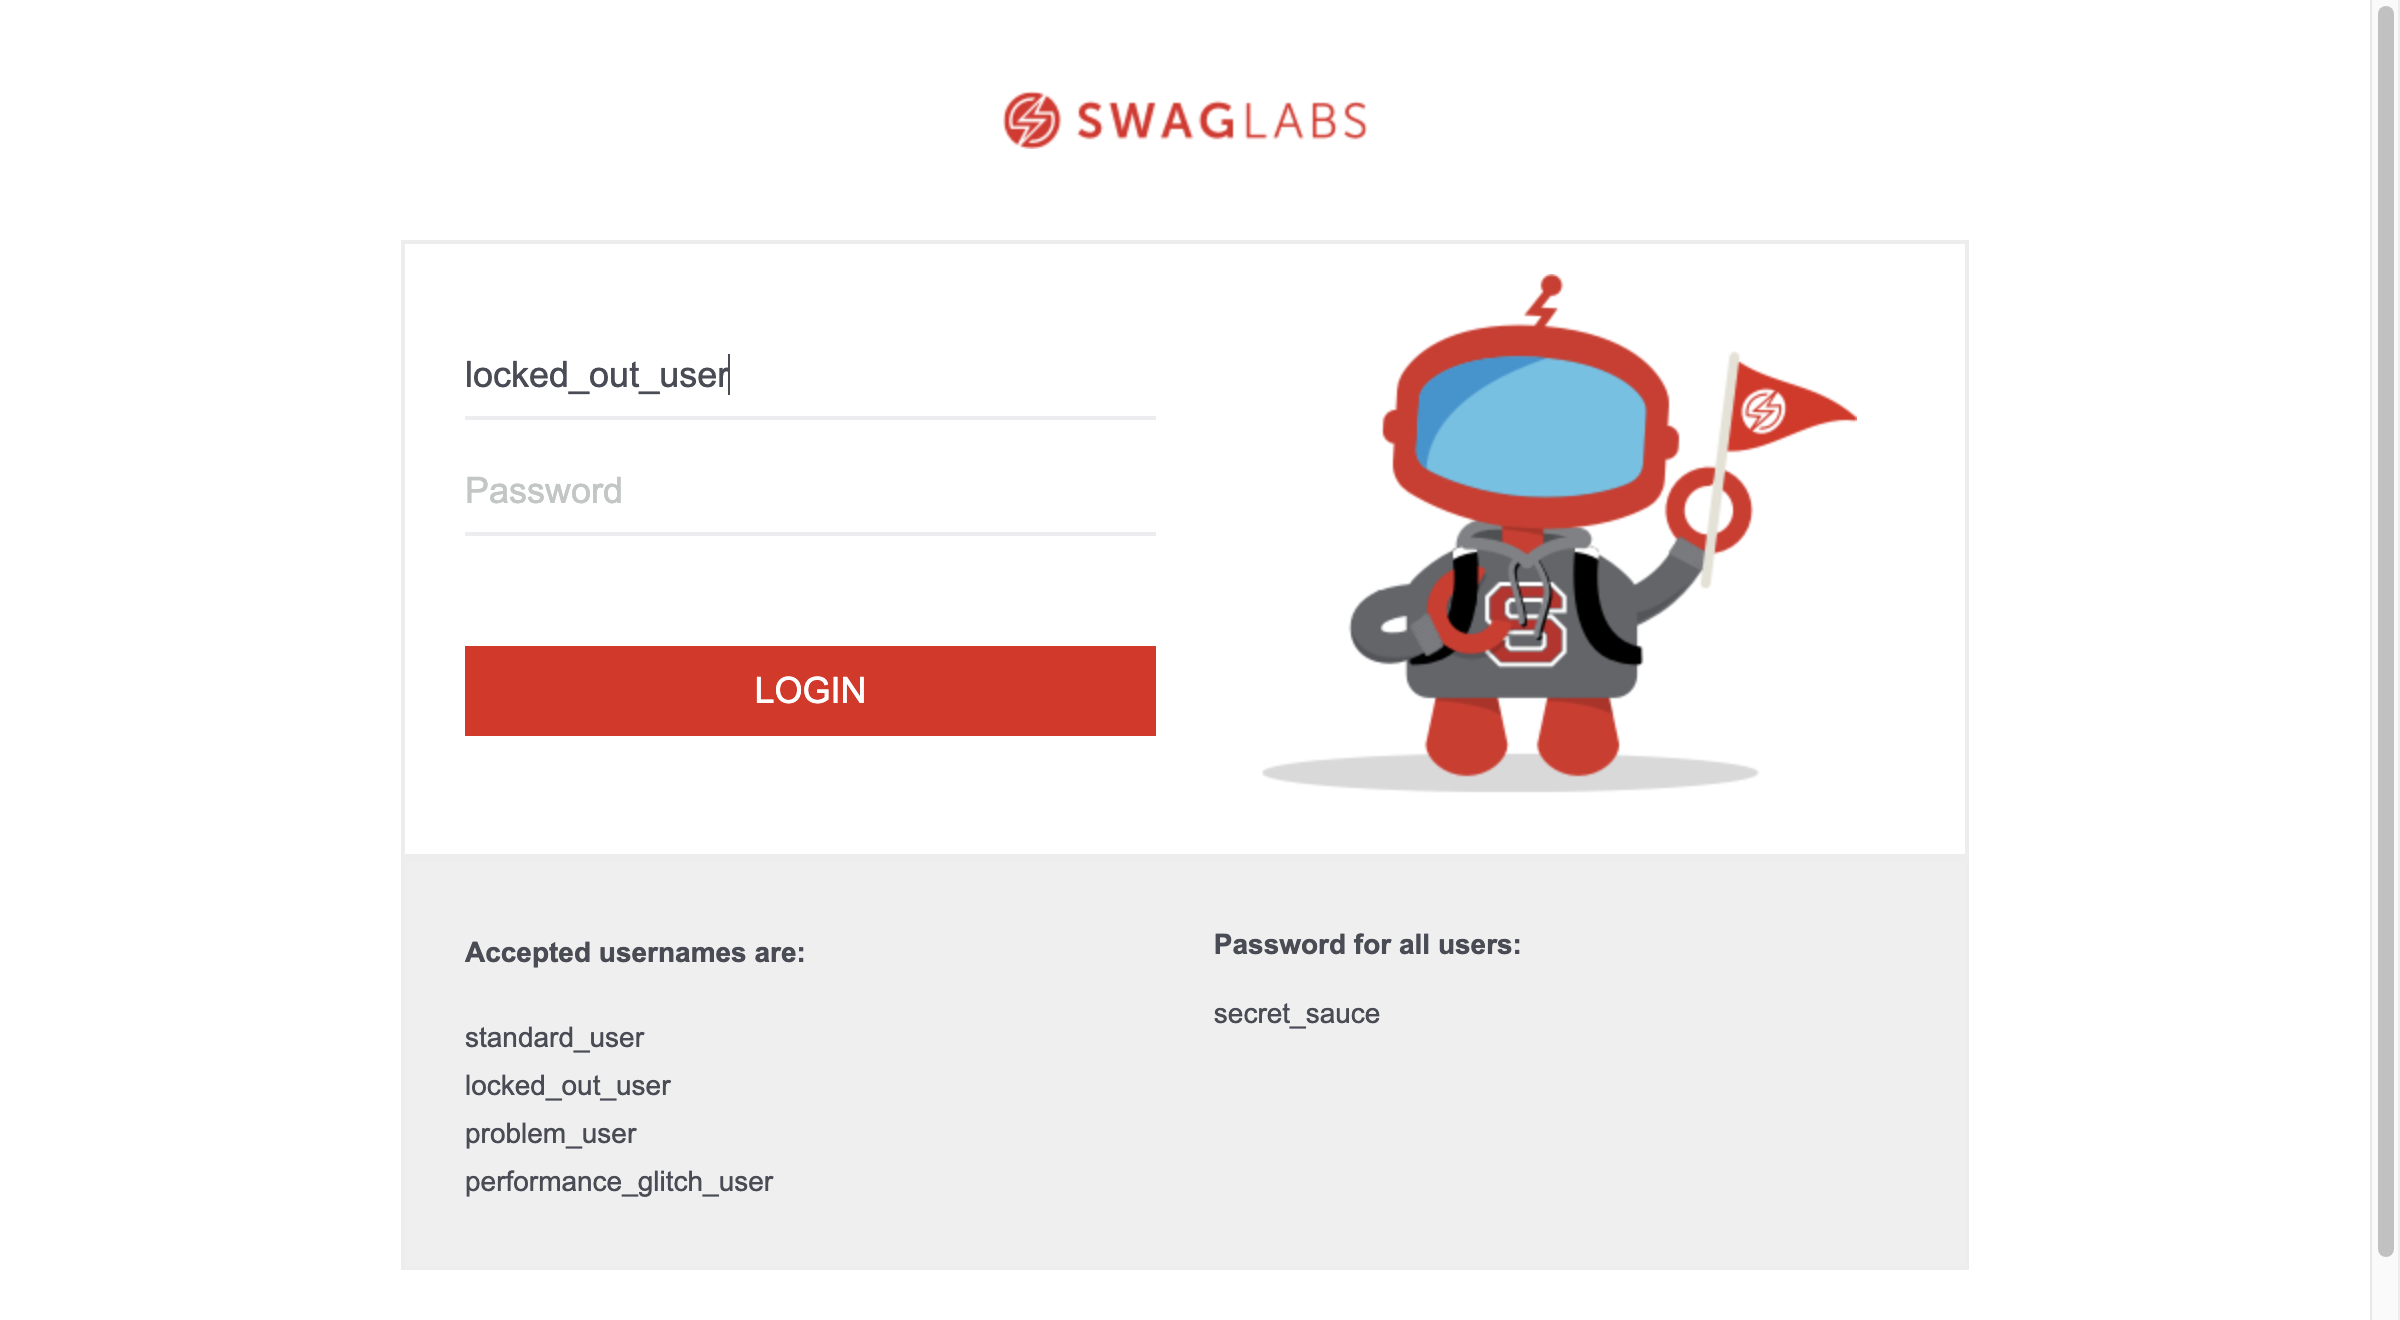 SWAGLABS
locked_out_user
Password
LOGIN
S
Accepted usernames are:
standard_user
locked_out_user
problem_user
performance_glitch_user
Password for all users:
secret_sauce